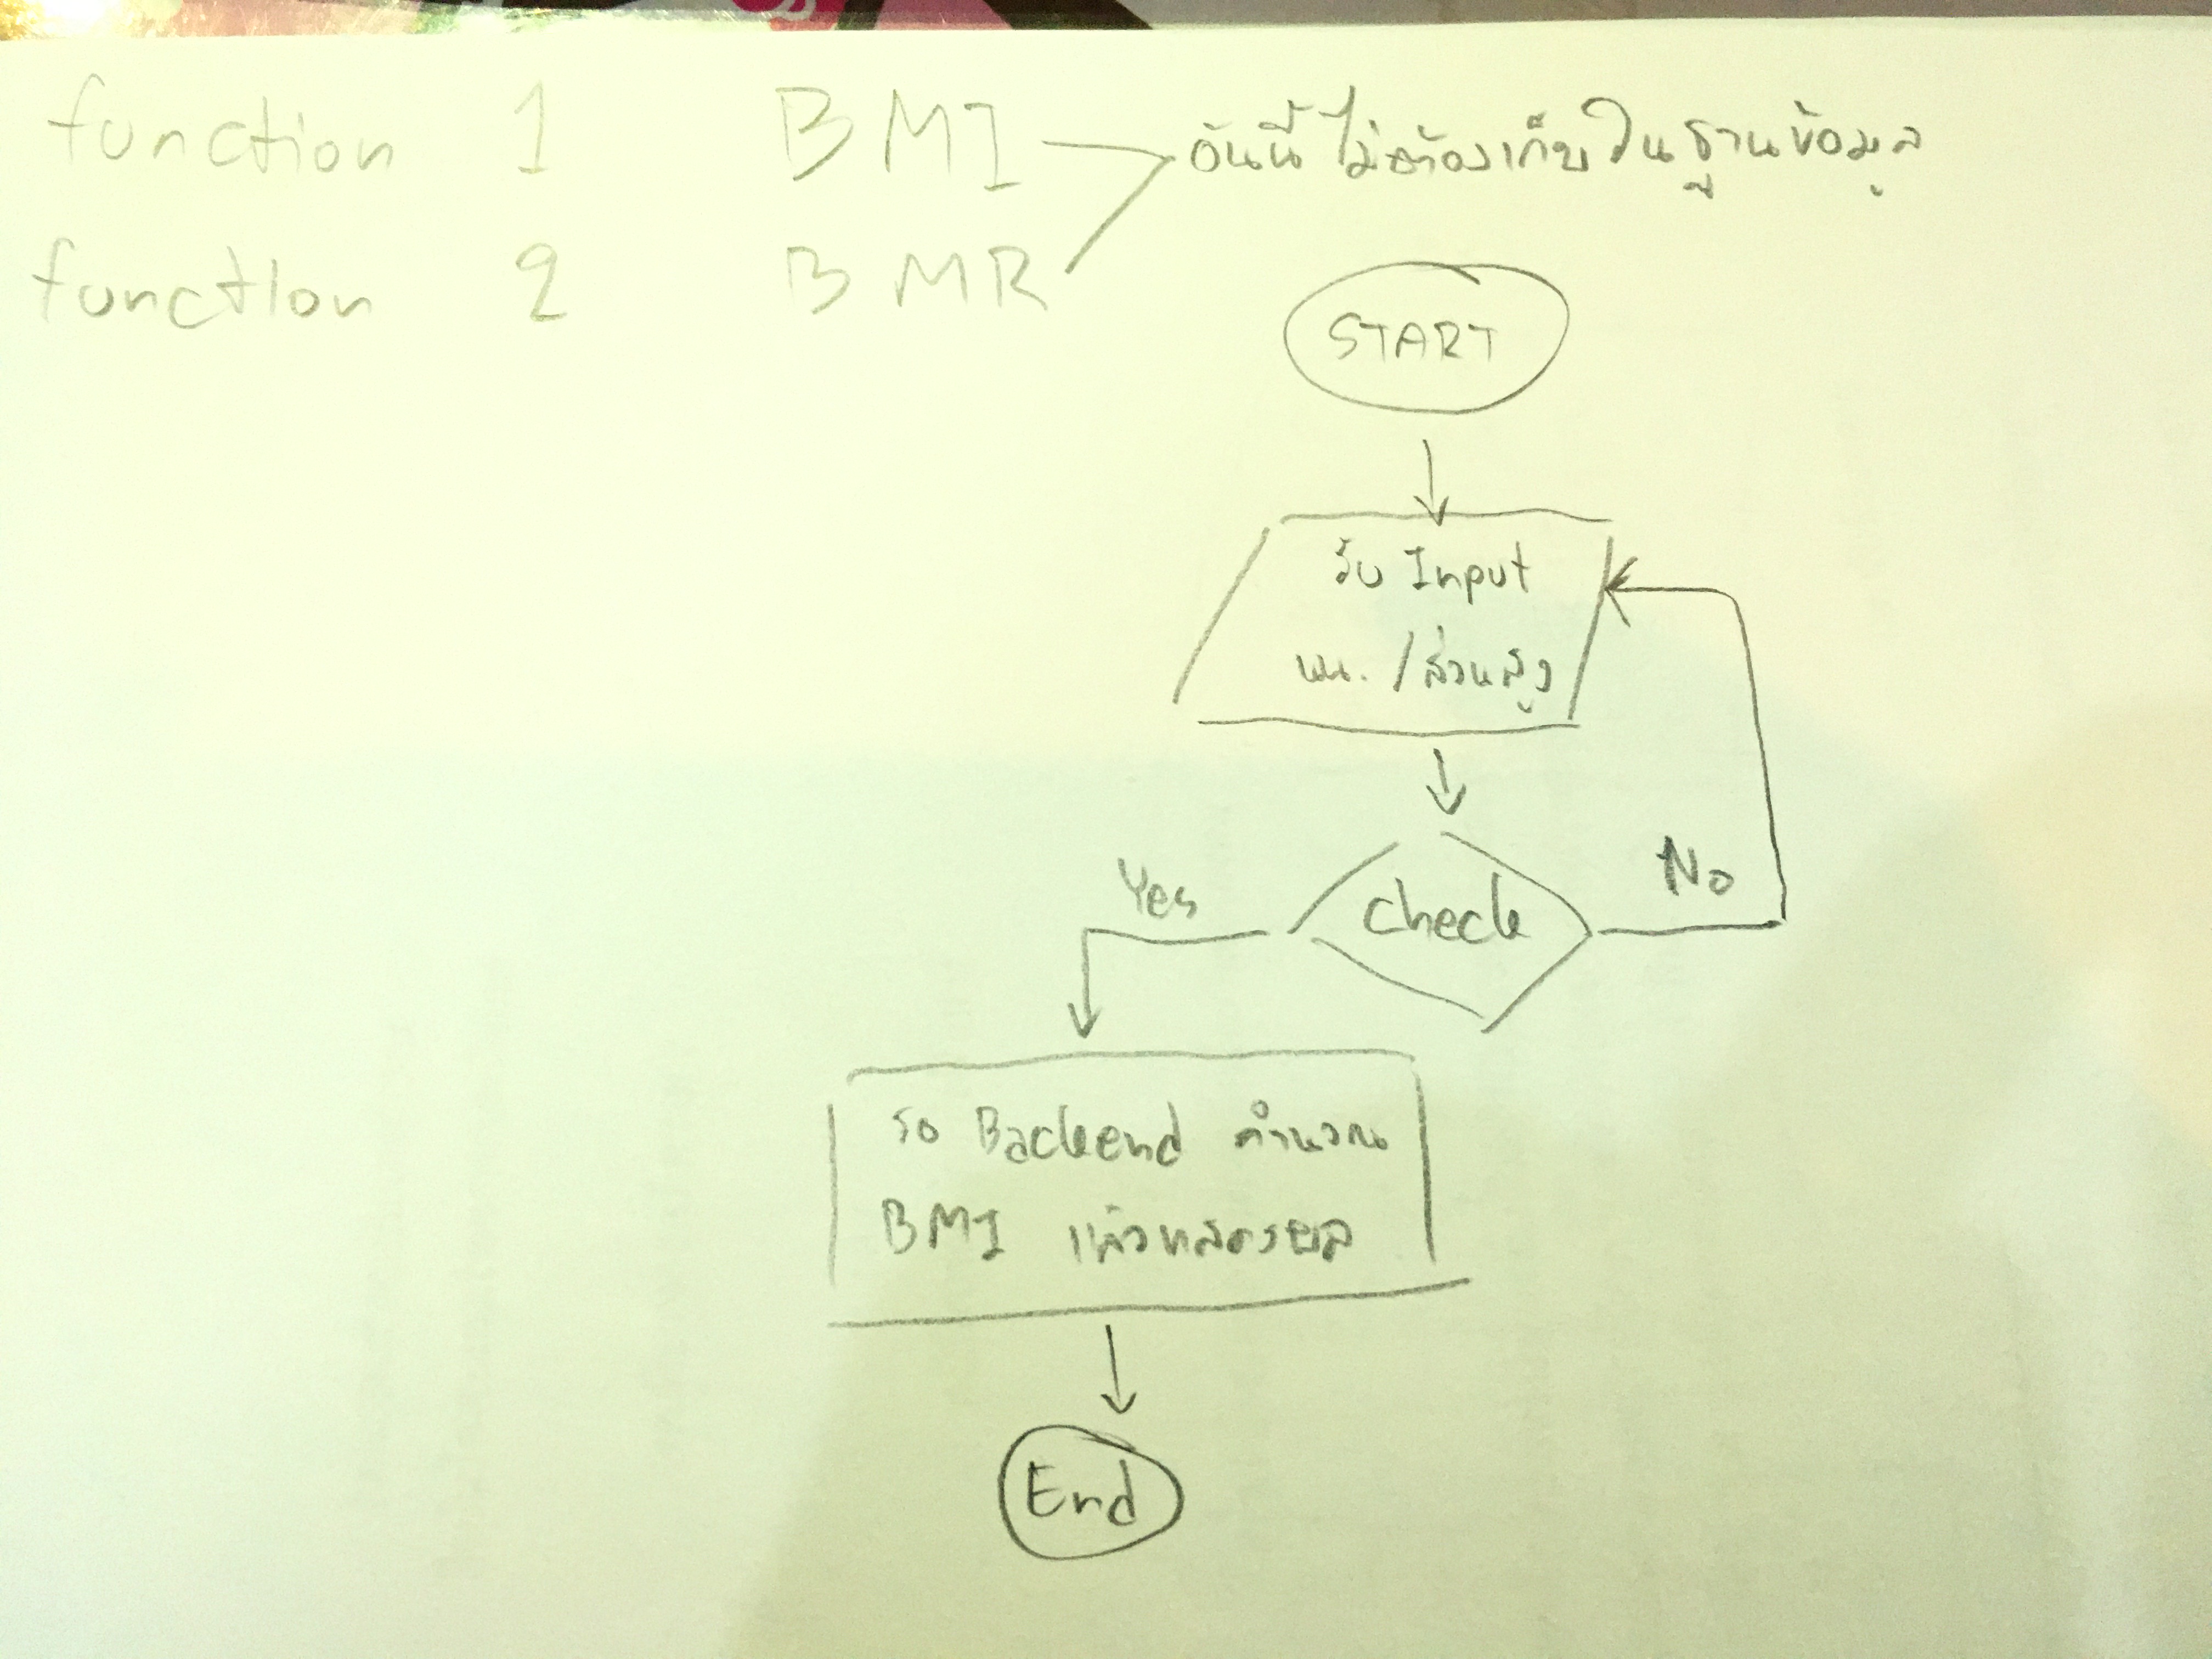 function 1 BMI อันนี้ไม่ต้องเก็บในฐานข้อมูล
function 2 BMR
START
รับ Input
นน. / ส่วนสูง
Check
Yes
No
รอ Backend คำนวณ
BMI แล้วแสดงผล
End